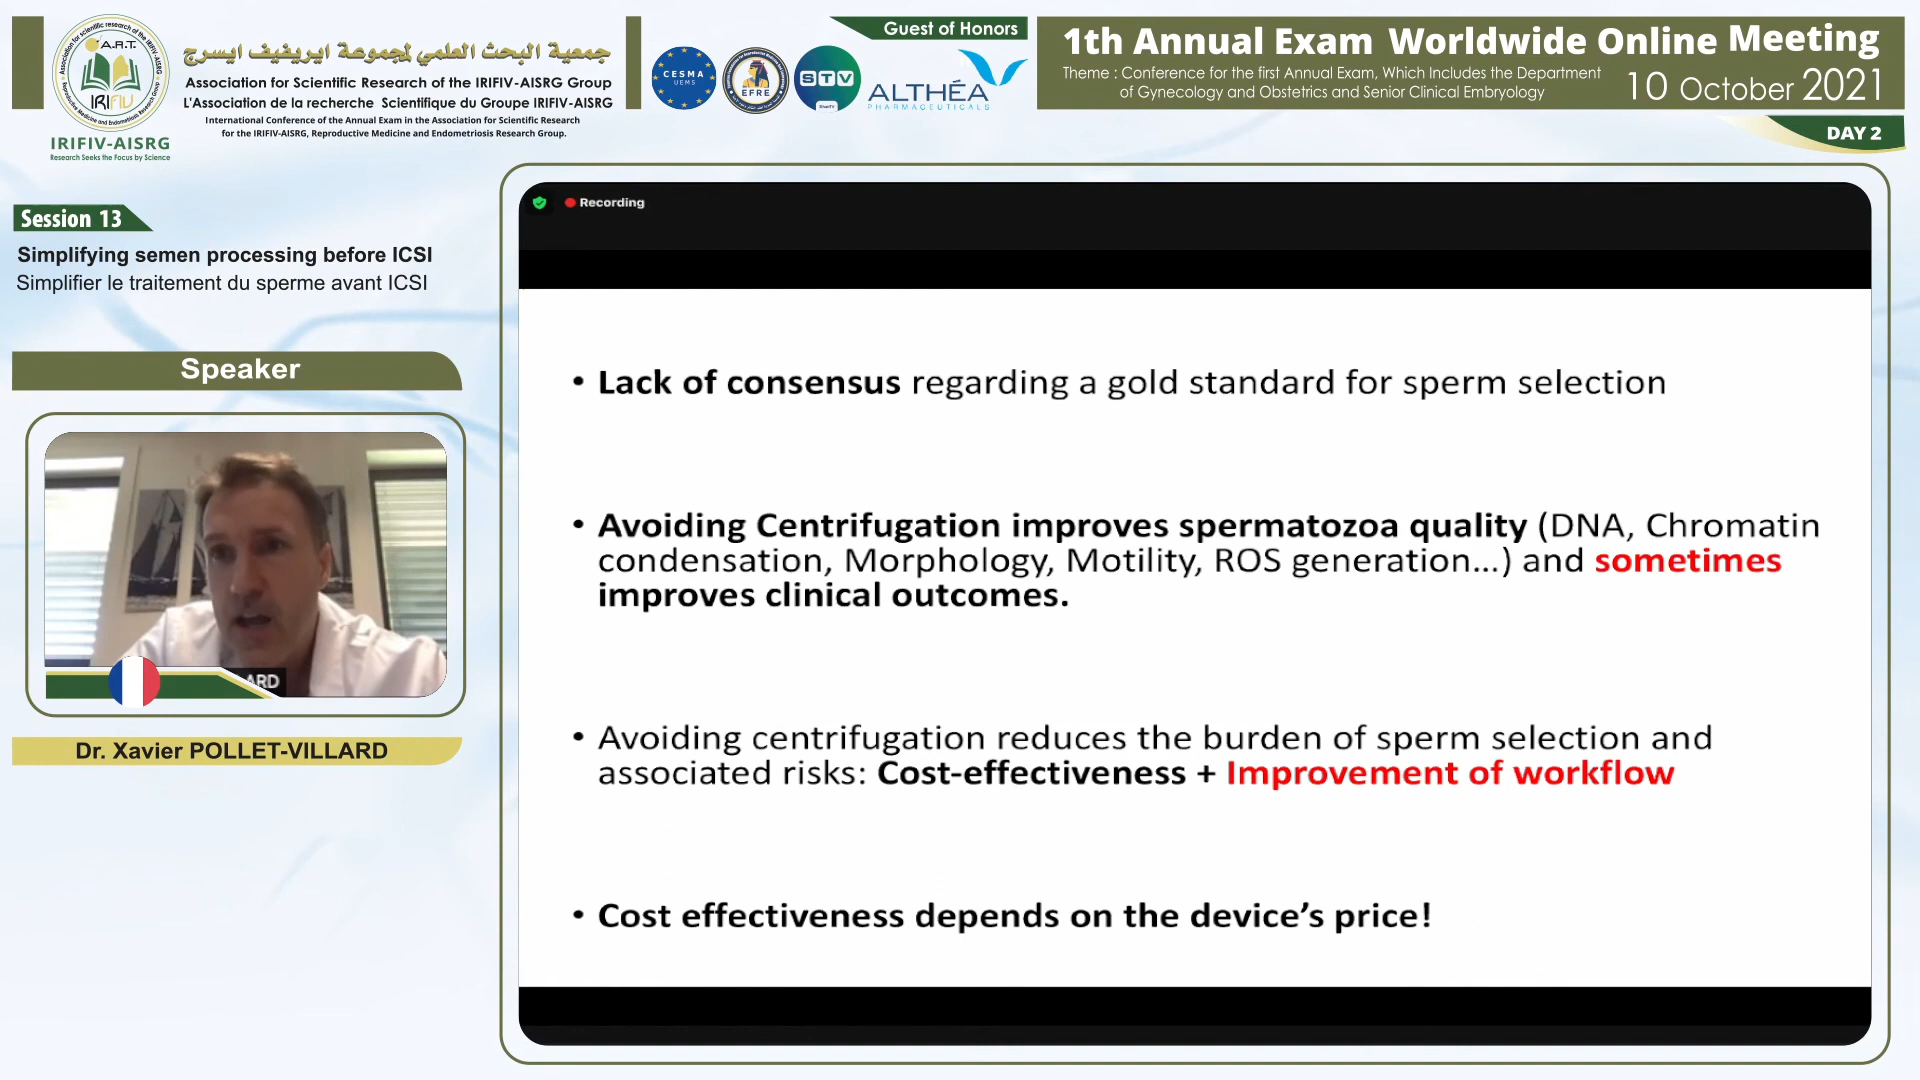 A.R.T.
IRIFIV
IRIFIV-AISRG
Research Seeks the Focus by Science
جمعية البحث العلمي لمجموعة ايريفيف ايسرج
Association for Scientific Research of the IRIFIV-AISRG Group
L'Association de la recherche Scientifique du Groupe IRIFIV-AISRG
International Conference of the Annual Exam in the Association for Scientific Research
for the IRIFIV-AISRG, Reproductive Medicine and Endometriosis Research Group.
Guest of Honors
CESMA
UEMS
EFRE
STV
ALTHÉA
PHARMACEUTICALS
1th Annual Exam Worldwide Online Meeting
Theme : Conference for the first Annual Exam, Which Includes the Department
of Gynecology and Obstetrics and Senior Clinical Embryology
10 October 2021
DAY 2
Session 13
Simplifying semen processing before ICSI
Simplifier le traitement du sperme avant ICSI
Speaker
ARD
Dr. Xavier POLLET-VILLARD
Recording
• Lack of consensus regarding a gold standard for sperm selection
• Avoiding Centrifugation improves spermatozoa quality (DNA, Chromatin
condensation, Morphology, Motility, ROS generation...) and sometimes
improves clinical outcomes.
• Avoiding centrifugation reduces the burden of sperm selection and
associated risks: Cost-effectiveness + Improvement of workflow
• Cost effectiveness depends on the device's price!